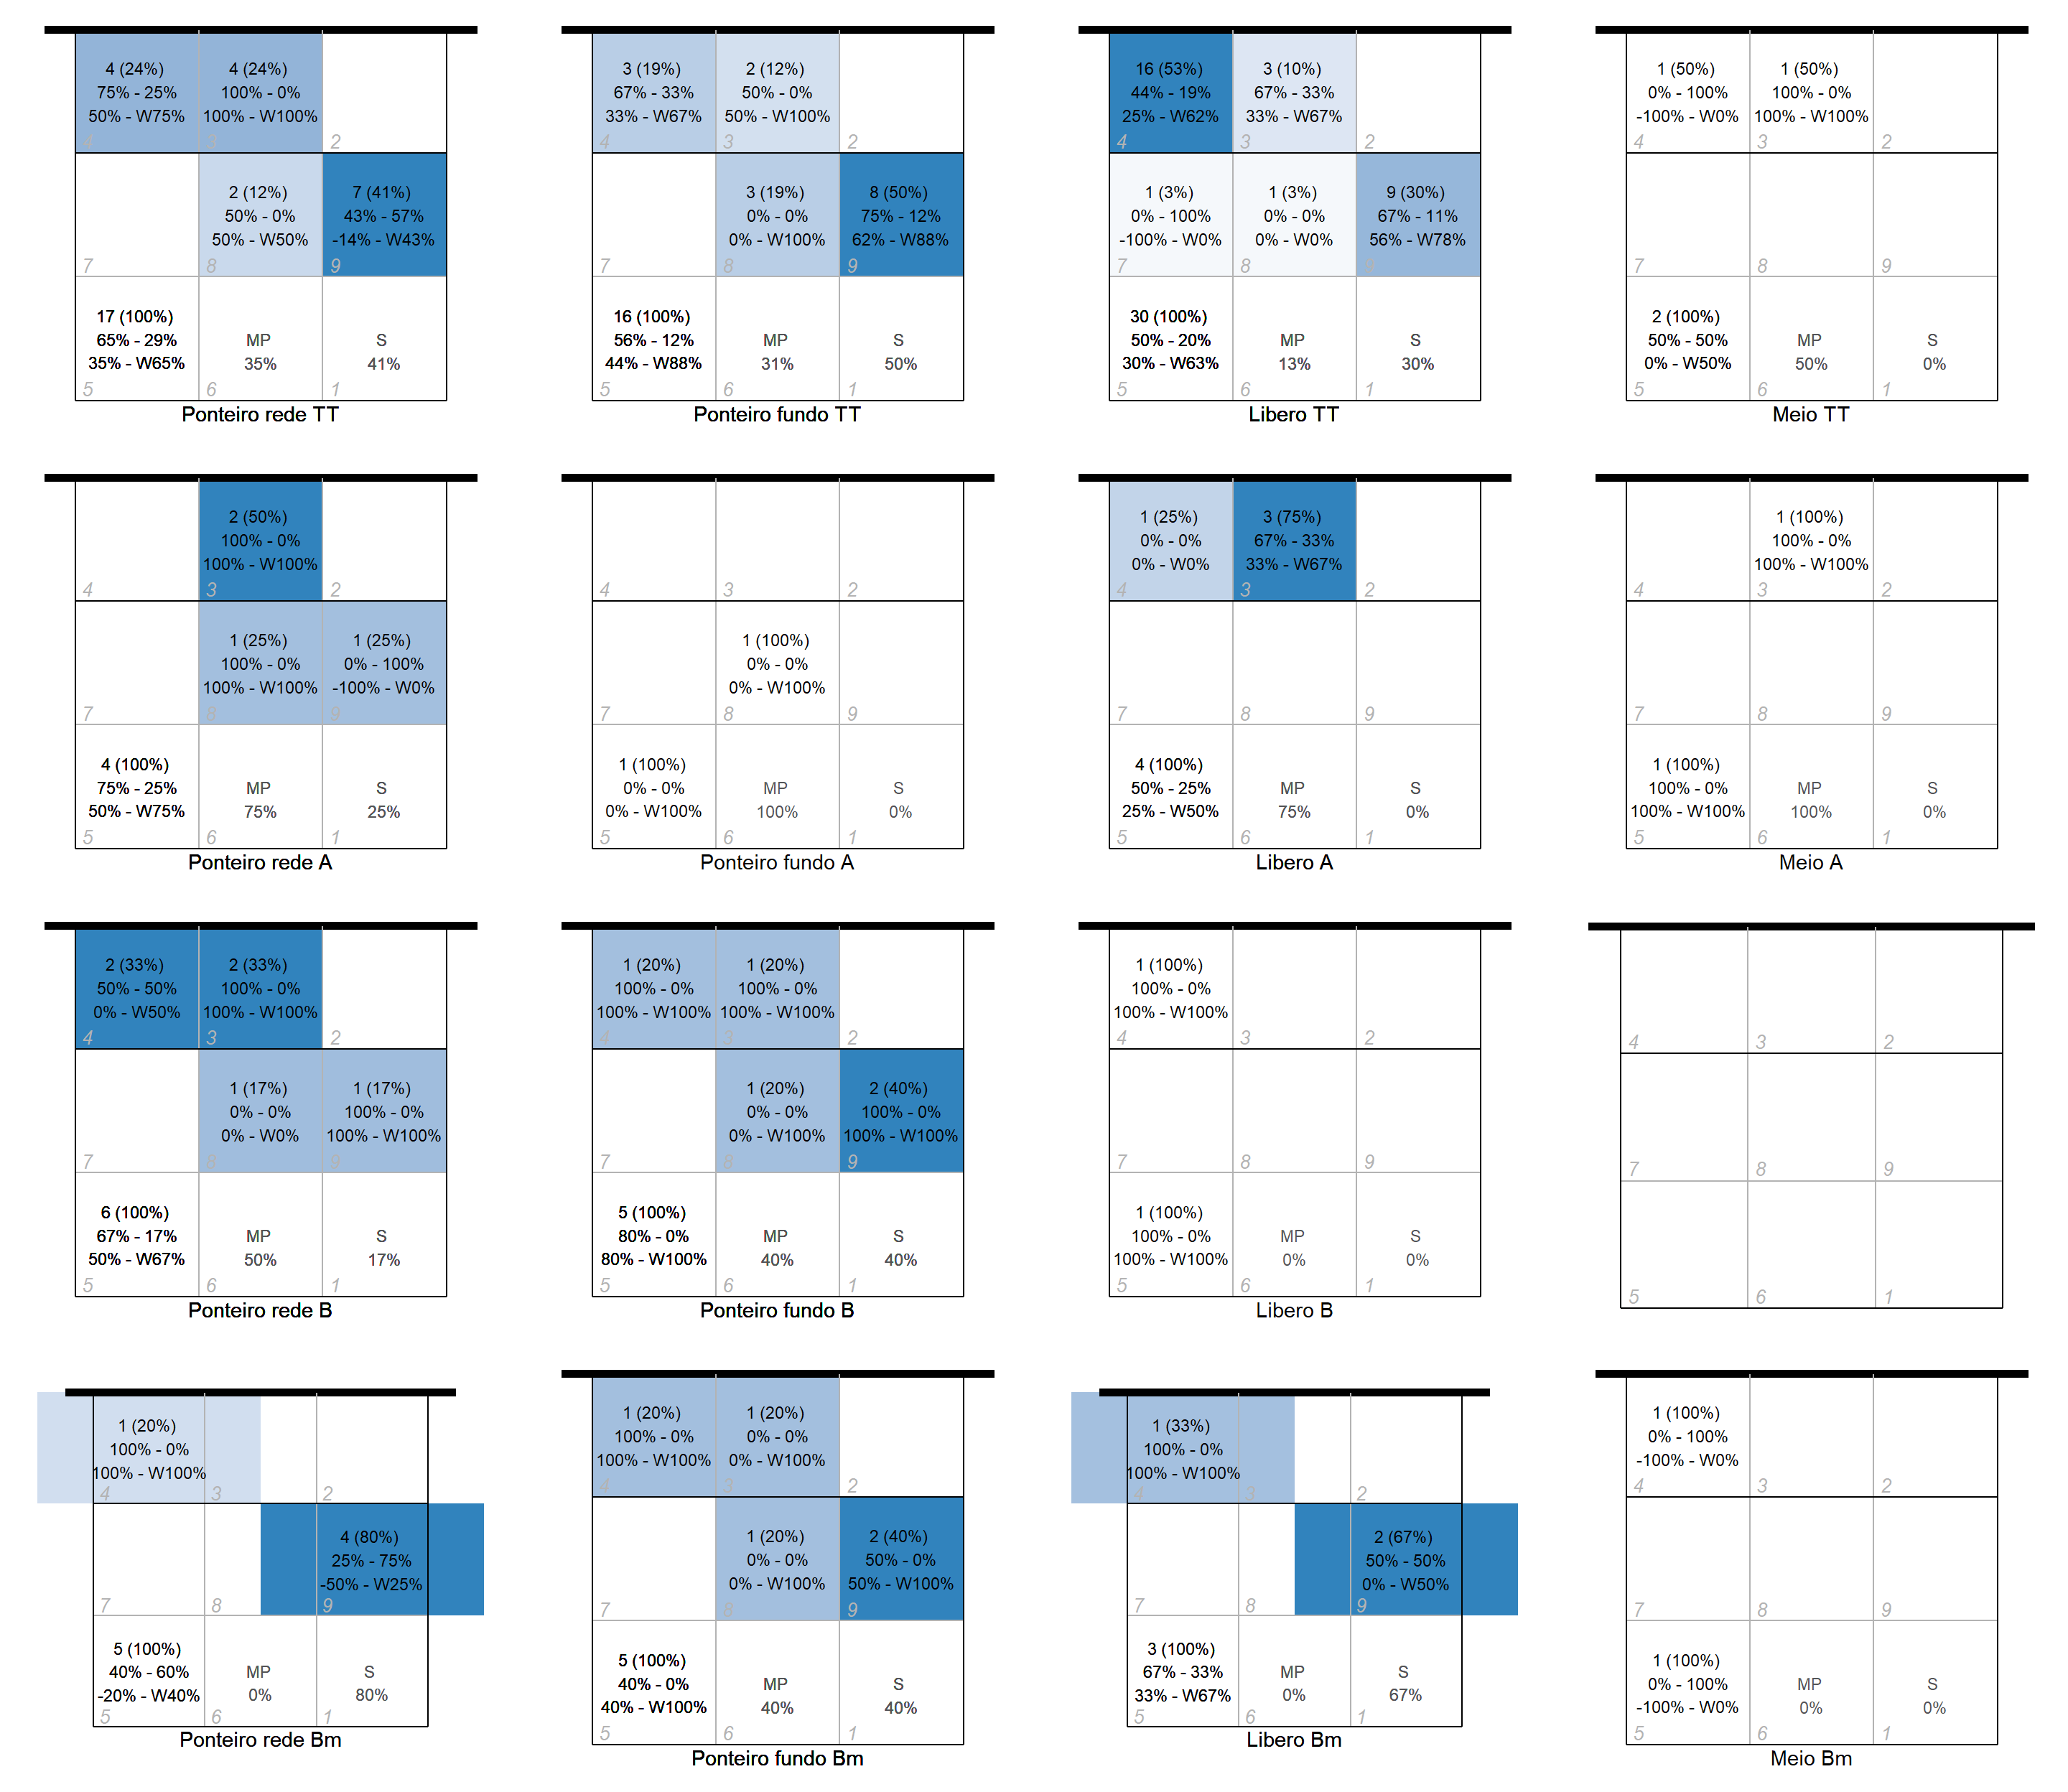 4 (24%)
75% - 25%
50% - W75%
4
4 (24%)
100% - 0%
100% - W100%
3
2
7
2 (12%)
50% - 0%
50% - W50%
8
7 (41%)
43% - 57%
-14% - W43%
9
17 (100%)
65% - 29%
35% - W65%
5
MP
35%
6
S
41%
1
Ponteiro rede TT
3 (19%)
67% - 33%
33% - W67%
4
2 (12%)
50% - 0%
50% - W100%
3
2
7
3 (19%)
0% - 0%
0% - W100%
8
8 (50%)
75% - 12%
62% - W88%
9
16 (100%)
56% - 12%
44% - W88%
5
MP
31%
6
S
50%
1
Ponteiro fundo TT
16 (53%)
44% - 19%
25% - W62%
4
3 (10%)
67% - 33%
33% - W67%
3
2
1 (3%)
0% - 100%
-100% - W0%
7
1 (3%)
0% - 0%
0% - W0%
8
9 (30%)
67% - 11%
56% - W78%
9
30 (100%)
50% - 20%
30% - W63%
5
MP
13%
6
S
30%
1
Libero TT
1 (50%)
0% - 100%
-100% - W0%
4
1 (50%)
100% - 0%
100% - W100%
3
2
7
8
9
2 (100%)
50% - 50%
0% - W50%
5
MP
50%
6
S
0%
1
Meio TT
4
2 (50%)
100% - 0%
100% - W100%
3
2
7
1 (25%)
100% - 0%
100% - W100%
8
1 (25%)
0% - 100%
-100% - W0%
9
4 (100%)
75% - 25%
50% - W75%
5
MP
75%
6
S
25%
1
Ponteiro rede A
4
3
2
7
1 (100%)
0% - 0%
0% - W100%
8
9
1 (100%)
0% - 0%
0% - W100%
5
MP
100%
6
S
0%
1
Ponteiro fundo A
1 (25%)
0% - 0%
0% - W0%
4
3 (75%)
67% - 33%
33% - W67%
3
2
7
8
9
4 (100%)
50% - 25%
25% - W50%
5
MP
75%
6
S
0%
1
Libero A
4
1 (100%)
100% - 0%
100% - W100%
3
2
7
8
9
1 (100%)
100% - 0%
100% - W100%
5
MP
100%
6
S
0%
1
Meio A
2 (33%)
50% - 50%
0% - W50%
4
2 (33%)
100% - 0%
100% - W100%
3
2
7
1 (17%)
0% - 0%
0% - W0%
8
1 (17%)
100% - 0%
100% - W100%
9
6 (100%)
67% - 17%
50% - W67%
5
MP
50%
6
S
17%
1
Ponteiro rede B
1 (20%)
100% - 0%
100% - W100%
4
1 (20%)
100% - 0%
100% - W100%
3
2
7
1 (20%)
0% - 0%
0% - W100%
8
2 (40%)
100% - 0%
100% - W100%
9
5 (100%)
80% - 0%
80% - W100%
5
MP
40%
6
S
40%
1
Ponteiro fundo B
1 (100%)
100% - 0%
100% - W100%
4
3
2
7
8
9
1 (100%)
100% - 0%
100% - W100%
5
MP
0%
6
S
0%
1
Libero B
4
3
2
7
8
9
5
6
1
1 (20%)
100% - 0%
100% - W100%
4
3
2
7
8
4 (80%)
25% - 75%
-50% - W25%
9
5 (100%)
40% - 60%
-20% - W40%
5
MP
0%
6
S
80%
1
Ponteiro rede Bm
1 (20%)
100% - 0%
100% - W100%
4
1 (20%)
0% - 0%
0% - W100%
3
2
7
1 (20%)
0% - 0%
0% - W100%
8
2 (40%)
50% - 0%
50% - W100%
9
5 (100%)
40% - 0%
40% - W100%
5
MP
40%
6
S
40%
1
Ponteiro fundo Bm
1 (33%)
100% - 0%
100% - W100%
4
3
2
7
8
2 (67%)
50% - 50%
0% - W50%
9
3 (100%)
67% - 33%
33% - W67%
5
MP
0%
6
S
67%
1
Libero Bm
1 (100%)
0% - 100%
-100% - W0%
4
3
2
7
8
9
1 (100%)
0% - 100%
-100% - W0%
5
MP
0%
6
S
0%
1
Meio Bm